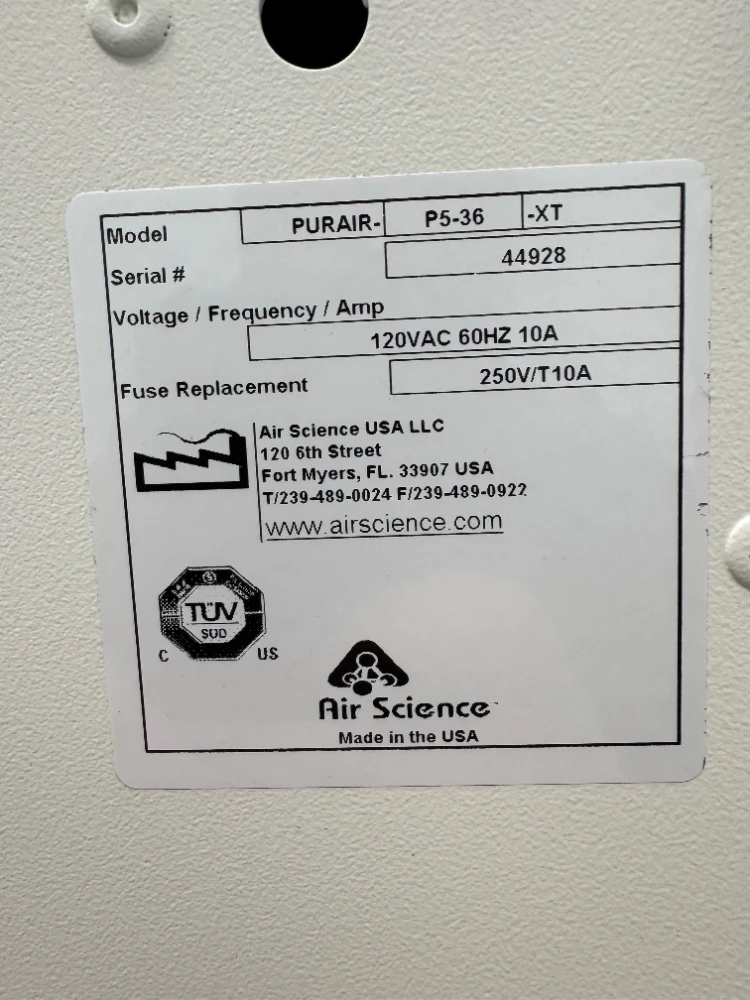 Model PURAIR- P5-36 -XT
Serial # 44928
Voltage / Frequency / Amp
120VAC 60HZ 10A
Fuse Replacement 250V/T10A
Air Science USA LLC
120 6th Street
Fort Myers, FL. 33907 USA
T/239-489-0024 F/239-489-0922
www.airscience.com
TÜV
SÜD
C US
Air Science
Made in the USA